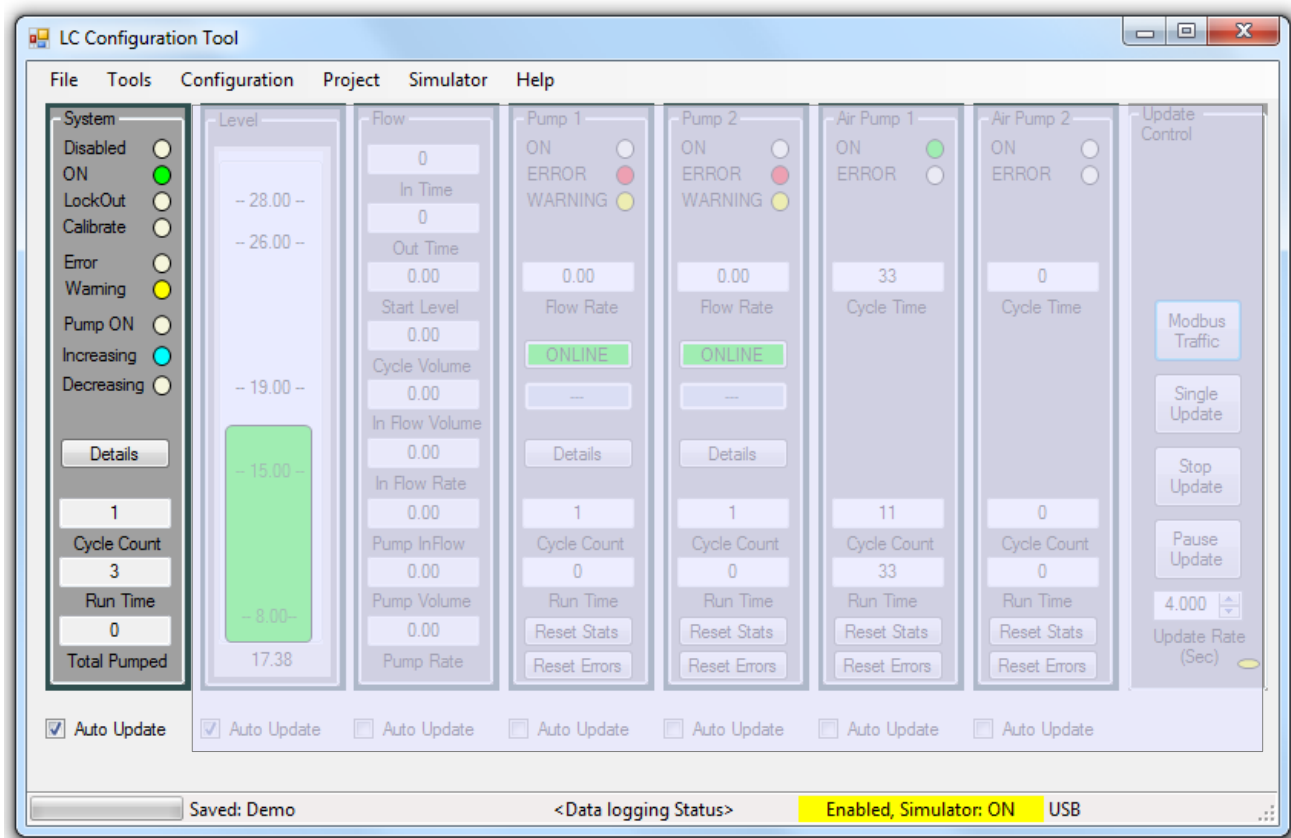 LC Configuration Tool
File Tools Configuration Project Simulator Help
System
Disabled
ON
LockOut
Calibrate
Error
Warning
Pump ON
Increasing
Decreasing
Details
1
Cycle Count
3
Run Time
0
Total Pumped
Auto Update
Level
-- 28.00 --
-- 26.00 --
-- 19.00 --
-- 15.00 --
-- 8.00--
17.38
Auto Update
Flow
0
In Time
0
Out Time
0.00
Start Level
0.00
Cycle Volume
0.00
In Flow Volume
0.00
In Flow Rate
0.00
Pump InFlow
0.00
Pump Volume
0.00
Pump Rate
Auto Update
Pump 1
ON
ERROR
WARNING
0.00
Flow Rate
ONLINE
---
Details
1
Cycle Count
0
Run Time
Reset Stats
Reset Errors
Auto Update
Pump 2
ON
ERROR
WARNING
0.00
Flow Rate
ONLINE
---
Details
1
Cycle Count
0
Run Time
Reset Stats
Reset Errors
Auto Update
Air Pump 1
ON
ERROR
33
Cycle Time
11
Cycle Count
33
Run Time
Reset Stats
Reset Errors
Auto Update
Air Pump 2
ON
ERROR
0
Cycle Time
0
Cycle Count
0
Run Time
Reset Stats
Reset Errors
Auto Update
Update
Control
Modbus
Traffic
Single
Update
Stop
Update
Pause
Update
4.000
Update Rate
(Sec)
Saved: Demo <Data logging Status> Enabled, Simulator: ON USB